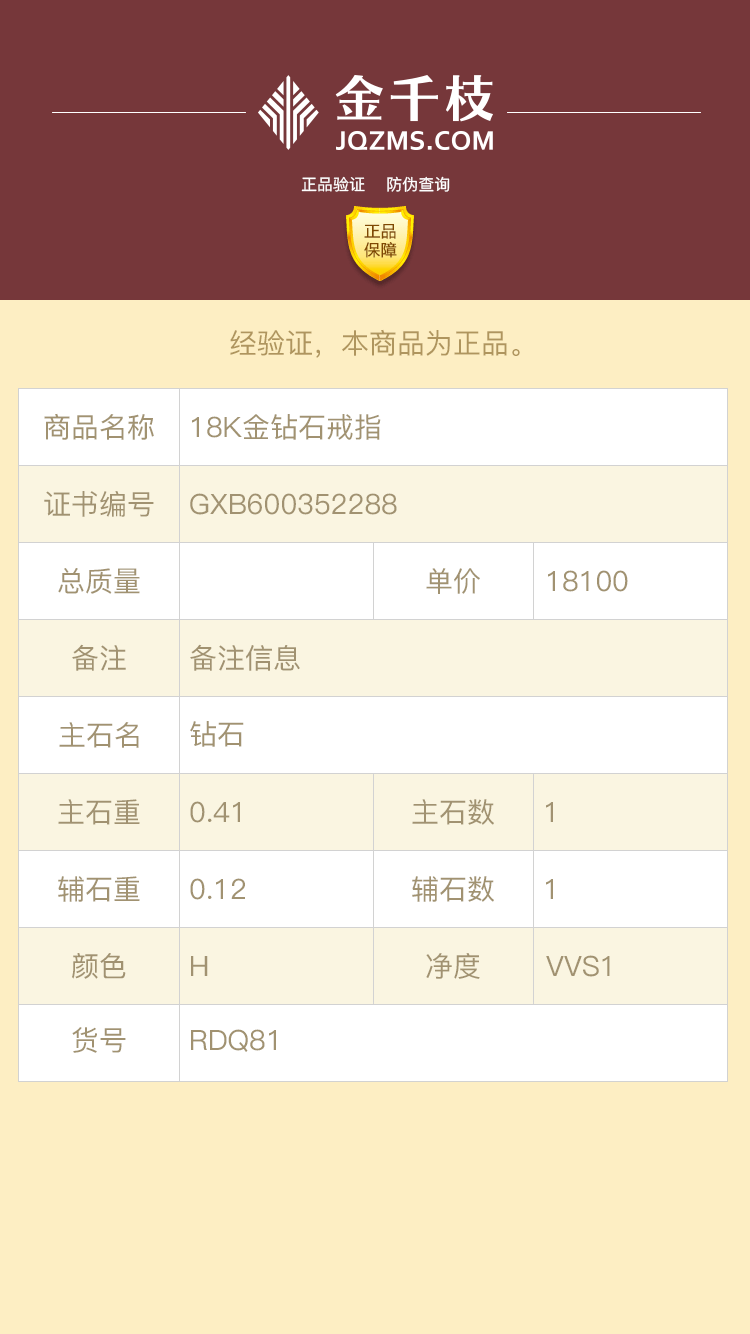 金千枝
JQZMS.COM
正品验证 防伪查询
正品
保障
经验证，本商品为正品。
商品名称 18K金钻石戒指
证书编号 GXB600352288
总质量 单价 18100
备注 备注信息
主石名 钻石
主石重 0.41 主石数 1
辅石重 0.12 辅石数 1
颜色 H 净度 VVS1
货号 RDQ81